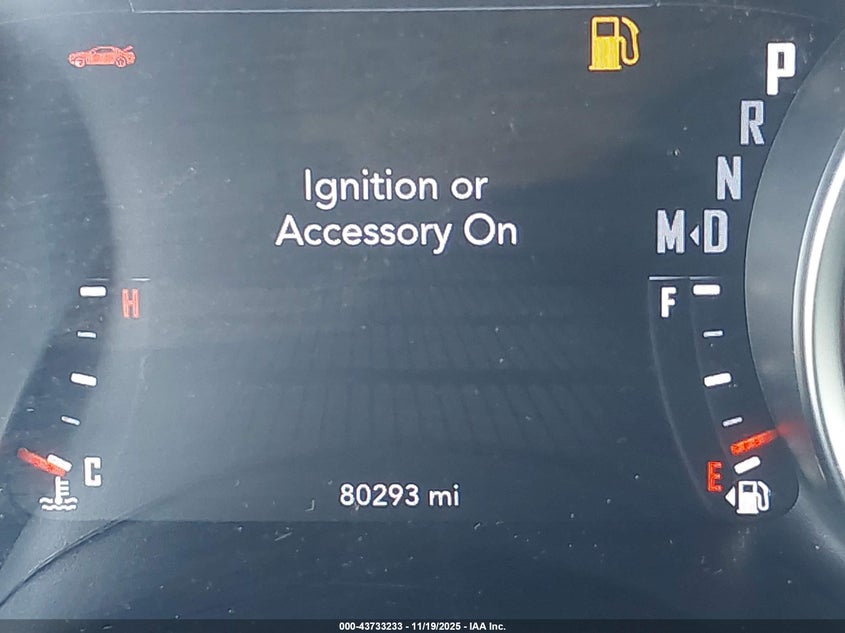 P
R
N
M D
Ignition or
Accessory On
H
F
C
E
80293 mi
000-43733233 - 11/19/2025 - IAA Inc.